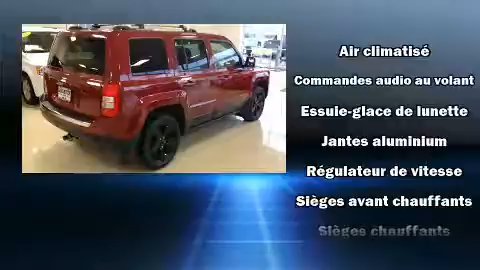 Air climatisé
Commandes audio au volant
Essuie-glace de lunette
Jantes aluminium
Régulateur de vitesse
Sièges avant chauffants
Sièges chauffants